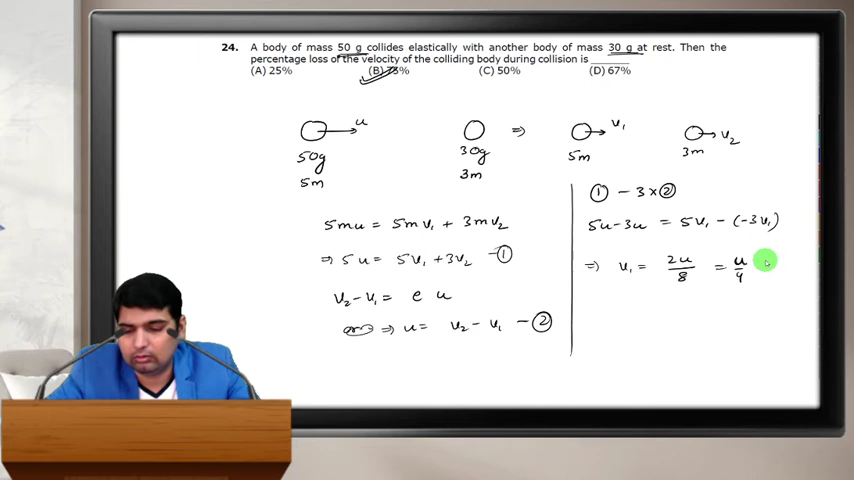 24. A body of mass 50 g collides elastically with another body of mass 30 g at rest. Then the
percentage loss of the velocity of the colliding body during collision is ______
(A) 25% (B) 75% (C) 50% (D) 67%
u ⇒ v₁ v₂
50g 30g 5m 3m
5m 3m
① - 3×②
5mu = 5mv₁ + 3mv₂
5u-3u = 5v₁ - (-3v₁)
⇒ 5u = 5v₁ + 3v₂ -①
⇒ v₁ = 2u/8 = u/4
v₂-v₁ = e u
⇒ u = v₂ - v₁ -②